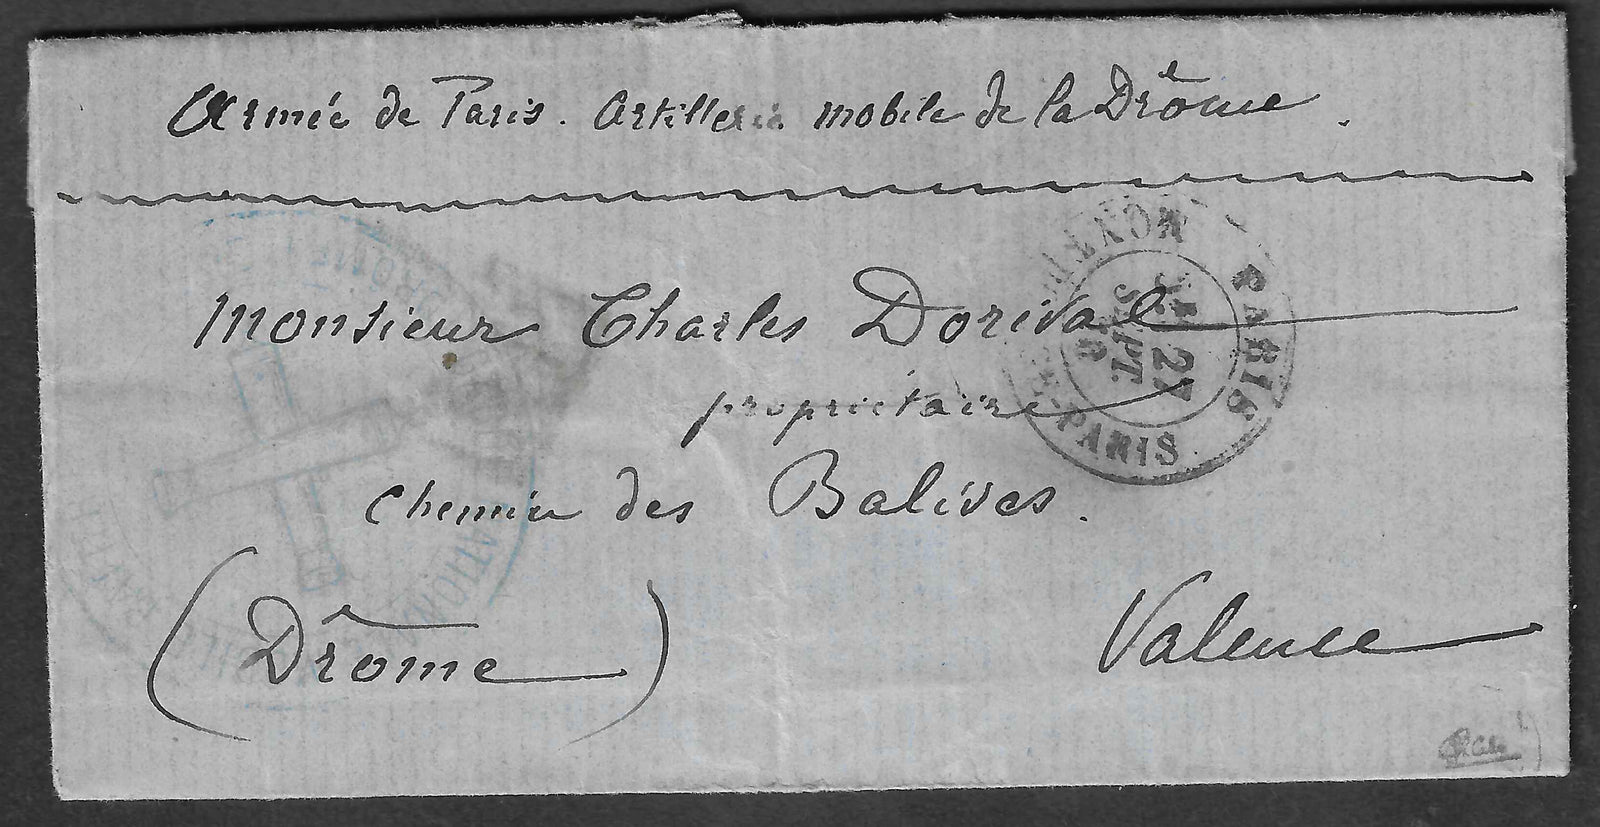 Armée de Paris. Artillerie mobile de la Drôme.
Monsieur Charles Dorival
propriétaire
chemin des Balives.
Valence
(Drôme)
PARIS
27
SEPT.
PARIS
DROME